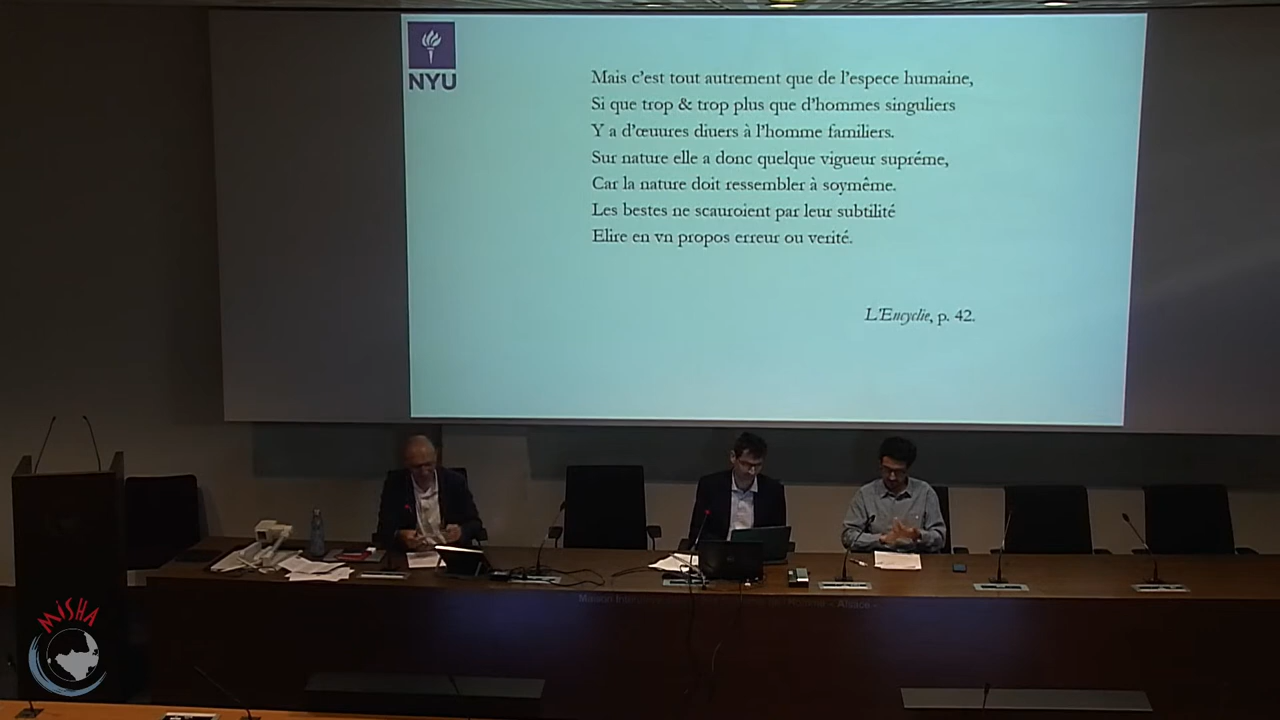 NYU
Mais c'est tout autrement que de l'espece humaine,
Si que trop & trop plus que d'hommes singuliers
Y a d'œuures diuers à l'homme familiers.
Sur nature elle a donc quelque vigueur supréme,
Car la nature doit ressembler à soymême.
Les bestes ne scauroient par leur subtilité
Elire en vn propos erreur ou verité.
L'Encyclie, p. 42.
Maison - Alsace -
MISHA